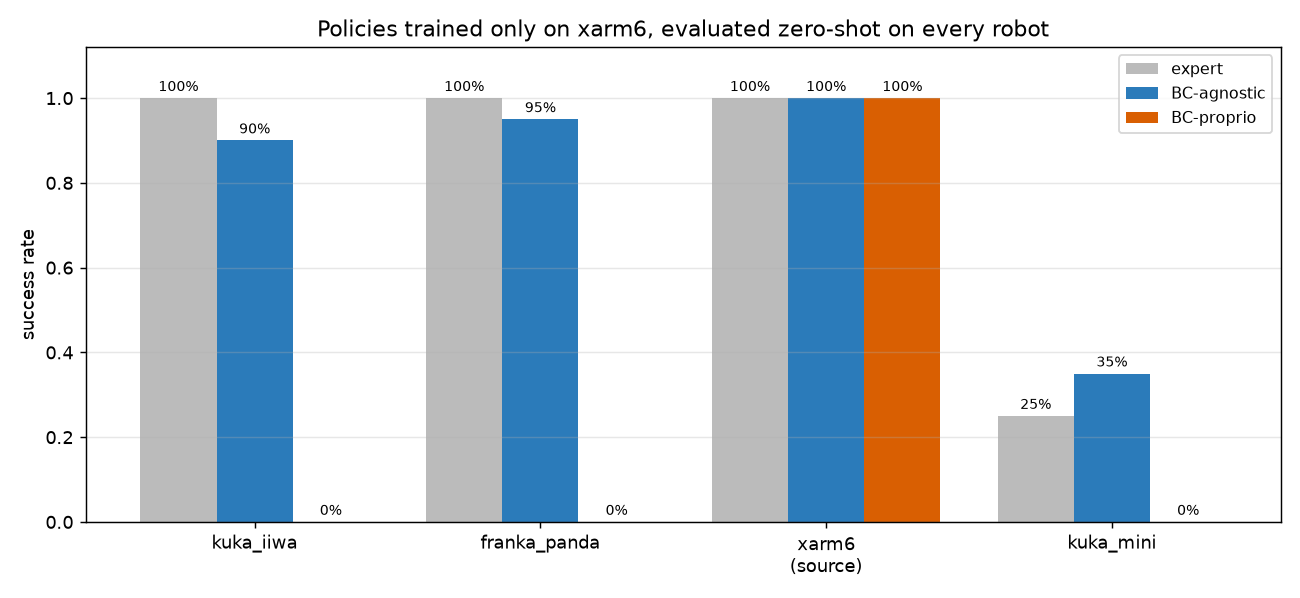 Policies trained only on xarm6, evaluated zero-shot on every robot
expert
BC-agnostic
BC-proprio
success rate
1.0
0.8
0.6
0.4
0.2
0.0
100%
90%
0%
100%
95%
0%
100%
100%
100%
25%
35%
0%
kuka_iiwa
franka_panda
xarm6
(source)
kuka_mini